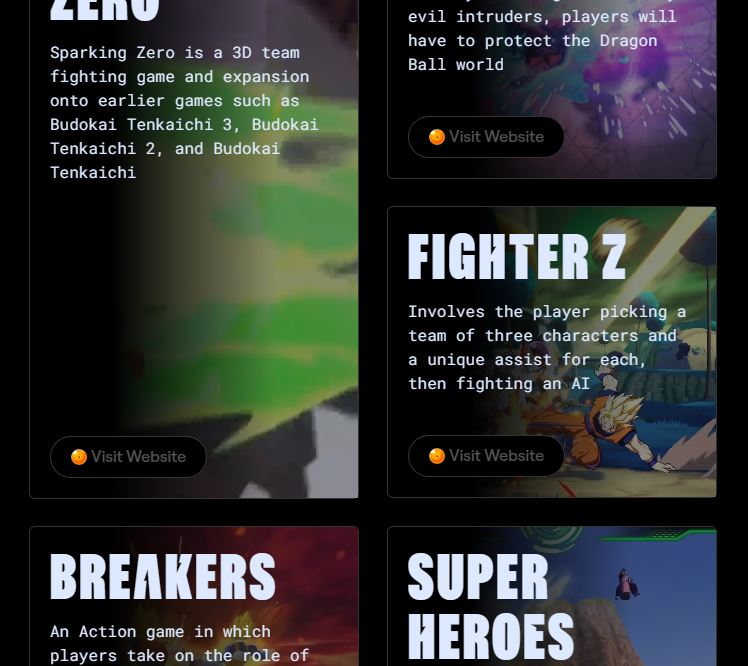 ZERO
Sparking Zero is a 3D team
fighting game and expansion
onto earlier games such as
Budokai Tenkaichi 3, Budokai
Tenkaichi 2, and Budokai
Tenkaichi
Visit Website
evil intruders, players will
have to protect the Dragon
Ball world
Visit Website
FIGHTER Z
Involves the player picking a
team of three characters and
a unique assist for each,
then fighting an AI
Visit Website
BREAKERS
An Action game in which
players take on the role of
SUPER
HEROES